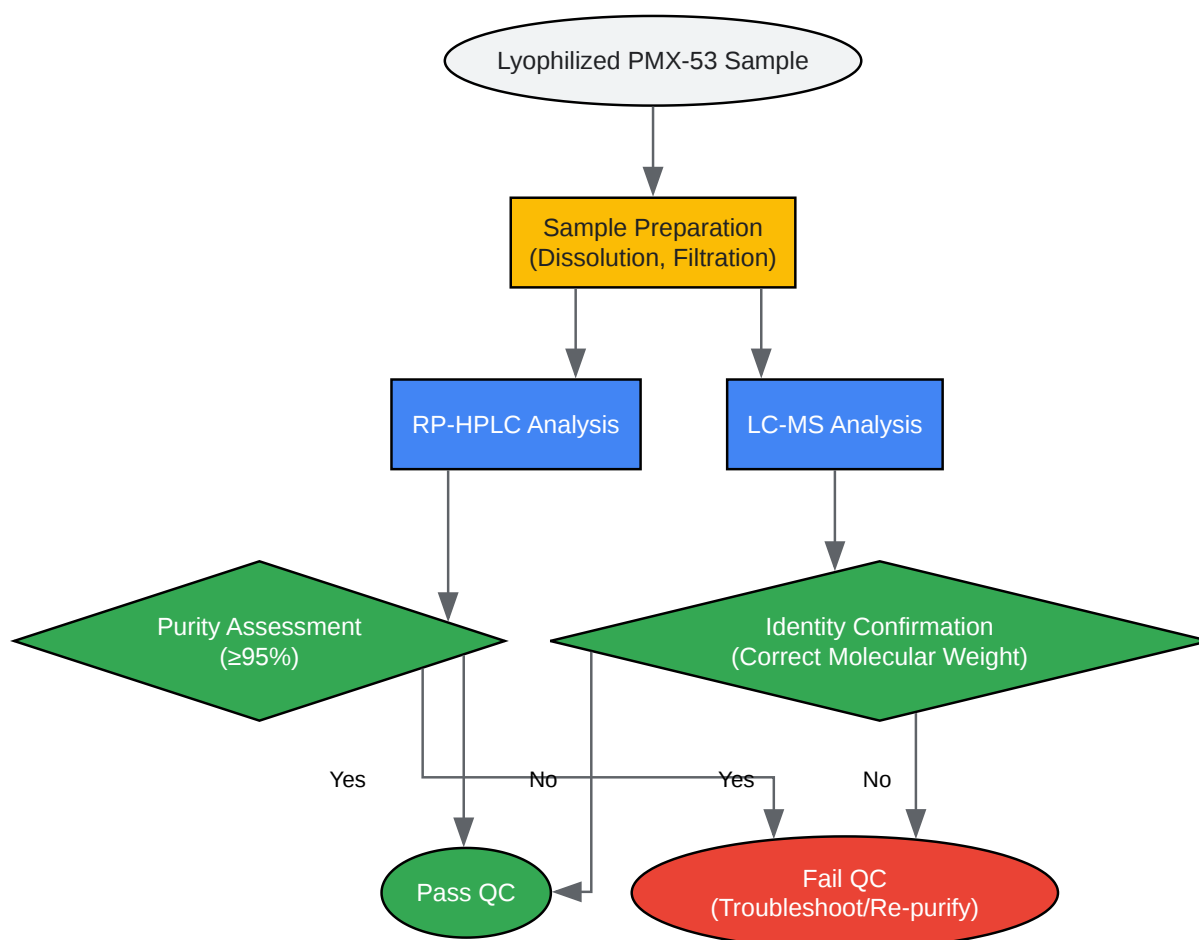 Lyophilized PMX-53 Sample
Sample Preparation
(Dissolution, Filtration)
RP-HPLC Analysis
LC-MS Analysis
Purity Assessment
(≥95%)
Identity Confirmation
(Correct Molecular Weight)
Yes
No
Yes
No
Pass QC
Fail QC
(Troubleshoot/Re-purify)